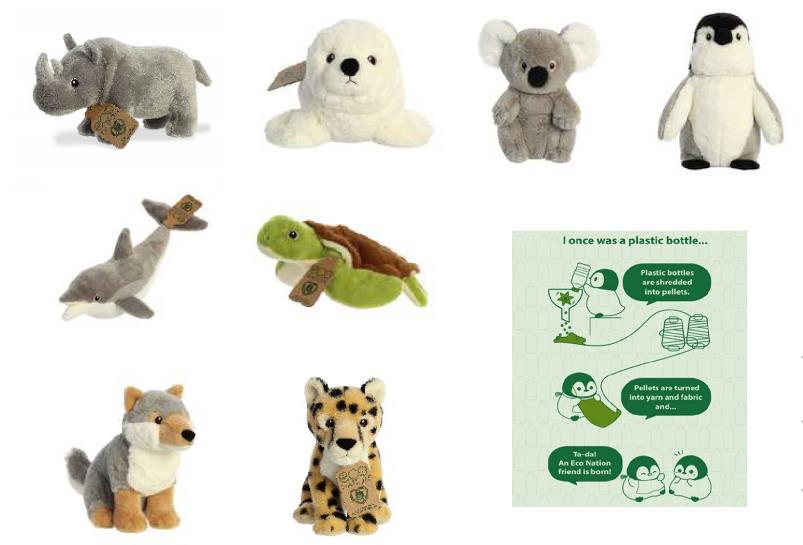 I once was a plastic bottle...
Plastic bottles
are shredded
into pellets.
Pellets are turned
into yarn and fabric
and...
Ta-da!
An Eco Nation
friend is born!